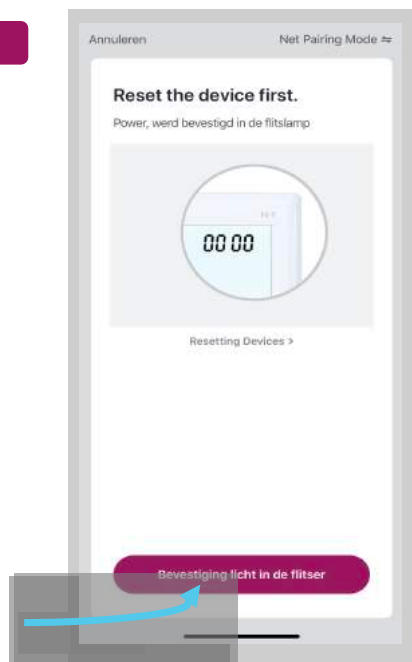 Annuleren Net Pairing Mode ⇋
Reset the device first.
Power, werd bevestigd in de flitslamp
00 00
Resetting Devices >
Bevestiging licht in de flitser